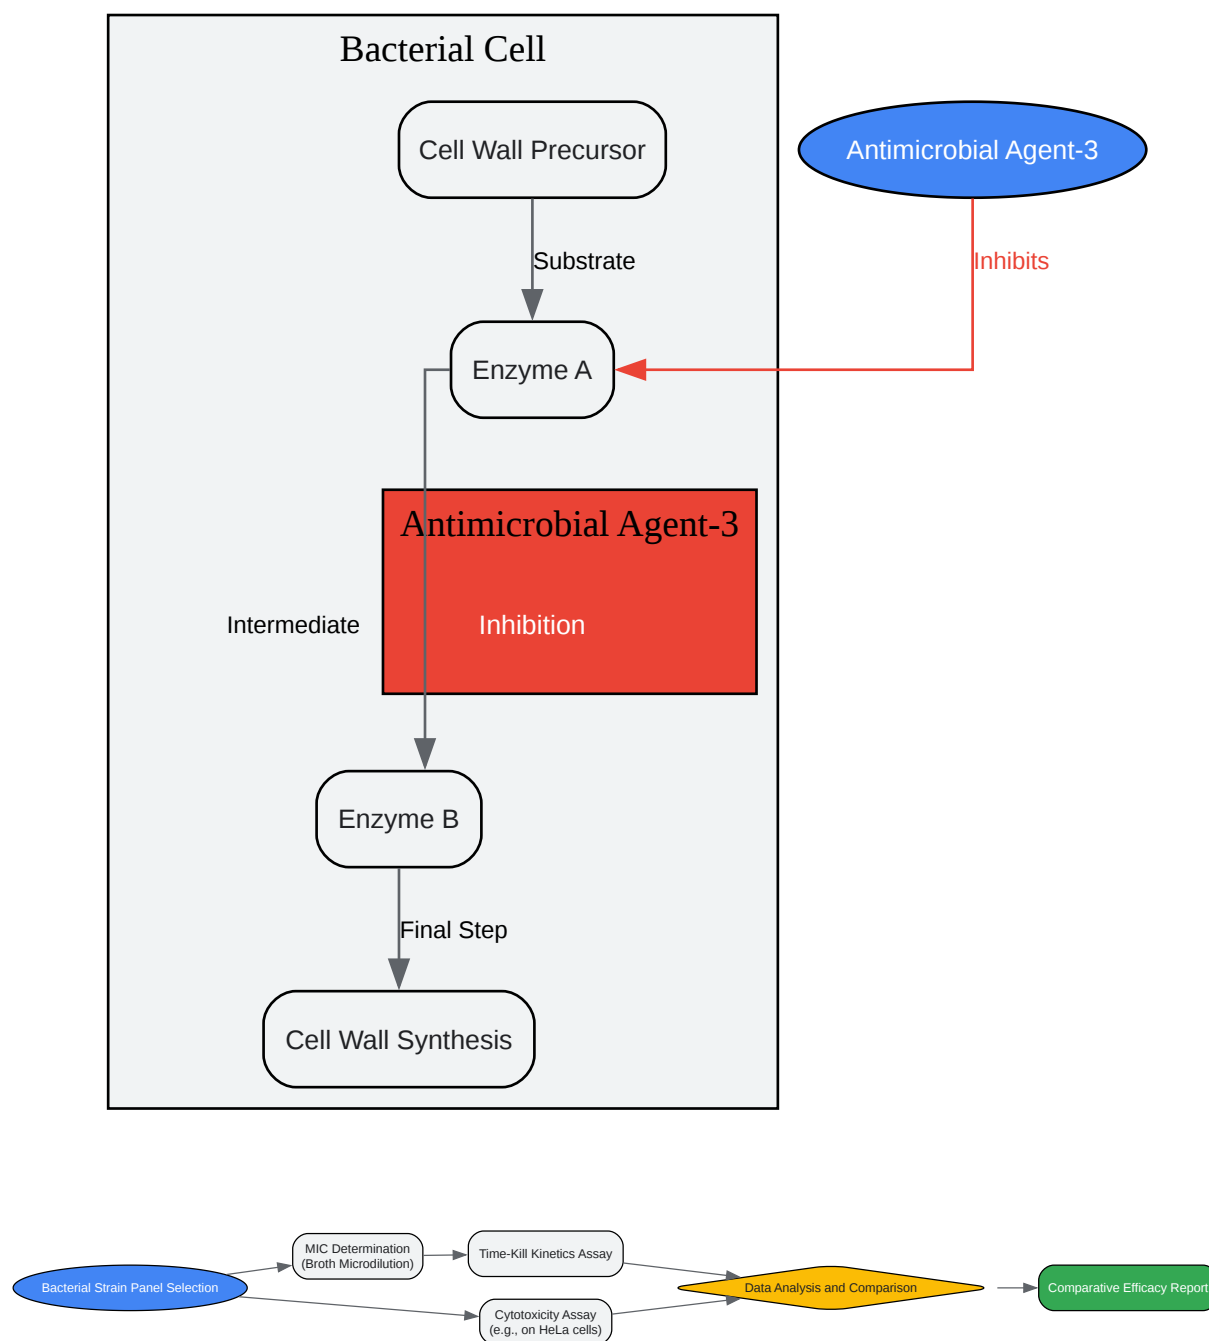 Bacterial Cell
Cell Wall Precursor
Antimicrobial Agent-3
Substrate
Inhibits
Enzyme A
Antimicrobial Agent-3
Intermediate
Inhibition
Enzyme B
Final Step
Cell Wall Synthesis
MIC Determination
(Broth Microdilution)
Time-Kill Kinetics Assay
Bacterial Strain Panel Selection
Data Analysis and Comparison
Comparative Efficacy Report
Cytotoxicity Assay
(e.g., on HeLa cells)